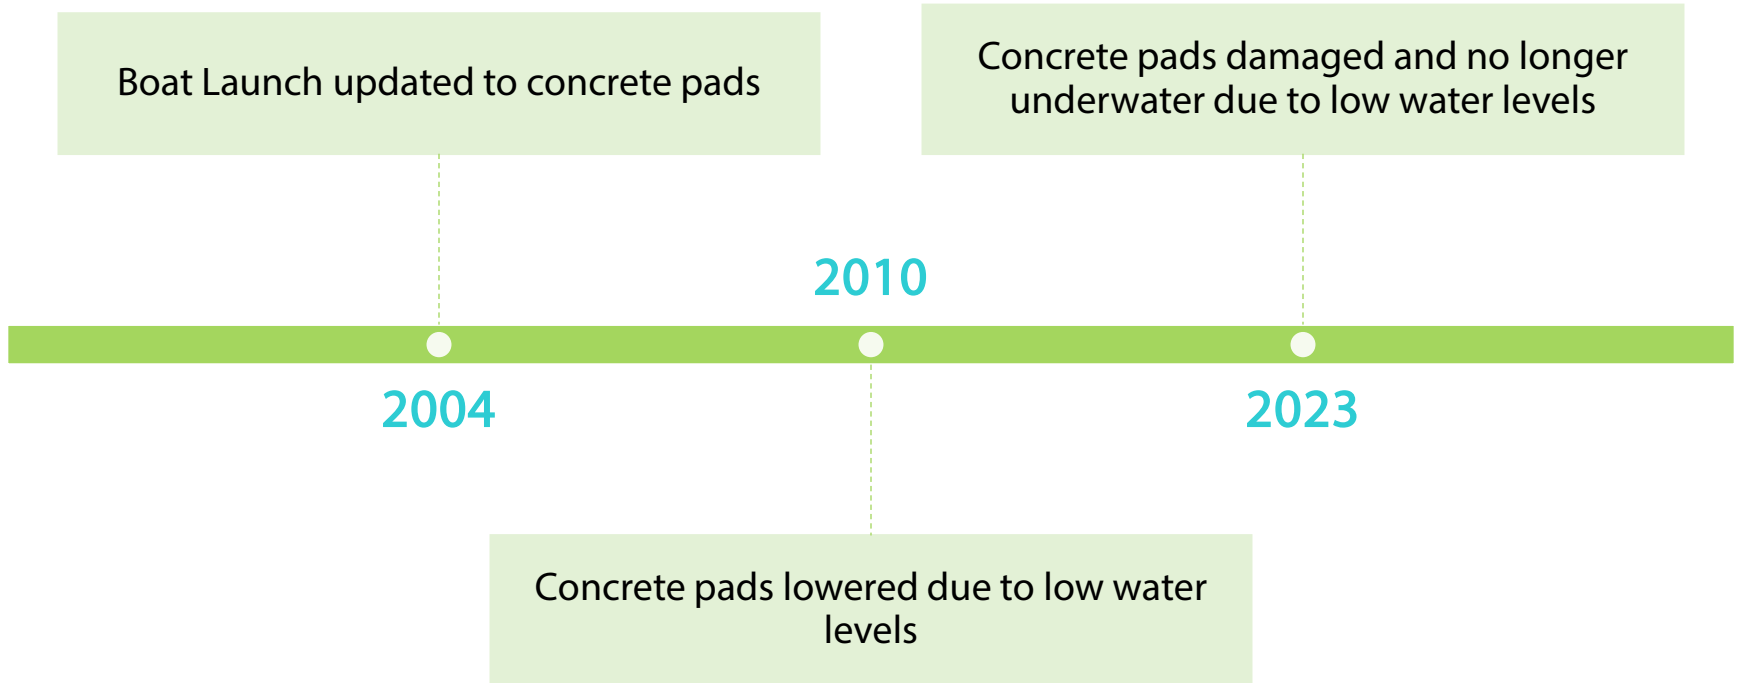 Boat Launch updated to concrete pads
Concrete pads damaged and no longer
underwater due to low water levels
2010
2004
2023
Concrete pads lowered due to low water
levels